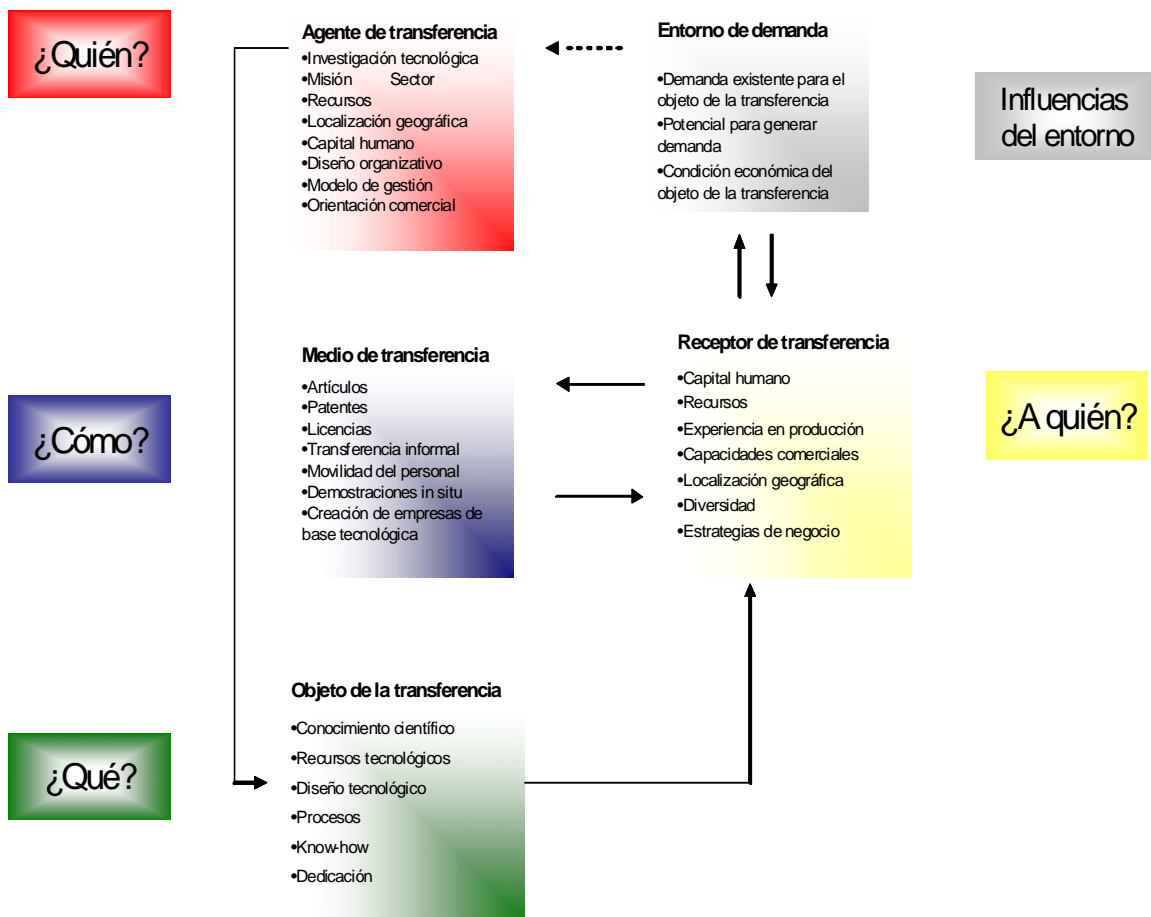 ¿Quién?
Agente de transferencia
•Investigación tecnológica
•Misión Sector
•Recursos
•Localización geográfica
•Capital humano
•Diseño organizativo
•Modelo de gestión
•Orientación comercial
Entorno de demanda
•Demanda existente para el
objeto de la transferencia
•Potencial para generar
demanda
•Condición económica del
objeto de la transferencia
Influencias
del entorno
¿Cómo?
Medio de transferencia
•Artículos
•Patentes
•Licencias
•Transferencia informal
•Movilidad del personal
•Demostraciones in situ
•Creación de empresas de
base tecnológica
Receptor de transferencia
•Capital humano
•Recursos
•Experiencia en producción
•Capacidades comerciales
•Localización geográfica
•Diversidad
•Estrategias de negocio
¿A quién?
¿Qué?
Objeto de la transferencia
•Conocimiento científico
•Recursos tecnológicos
•Diseño tecnológico
•Procesos
•Know-how
•Dedicación